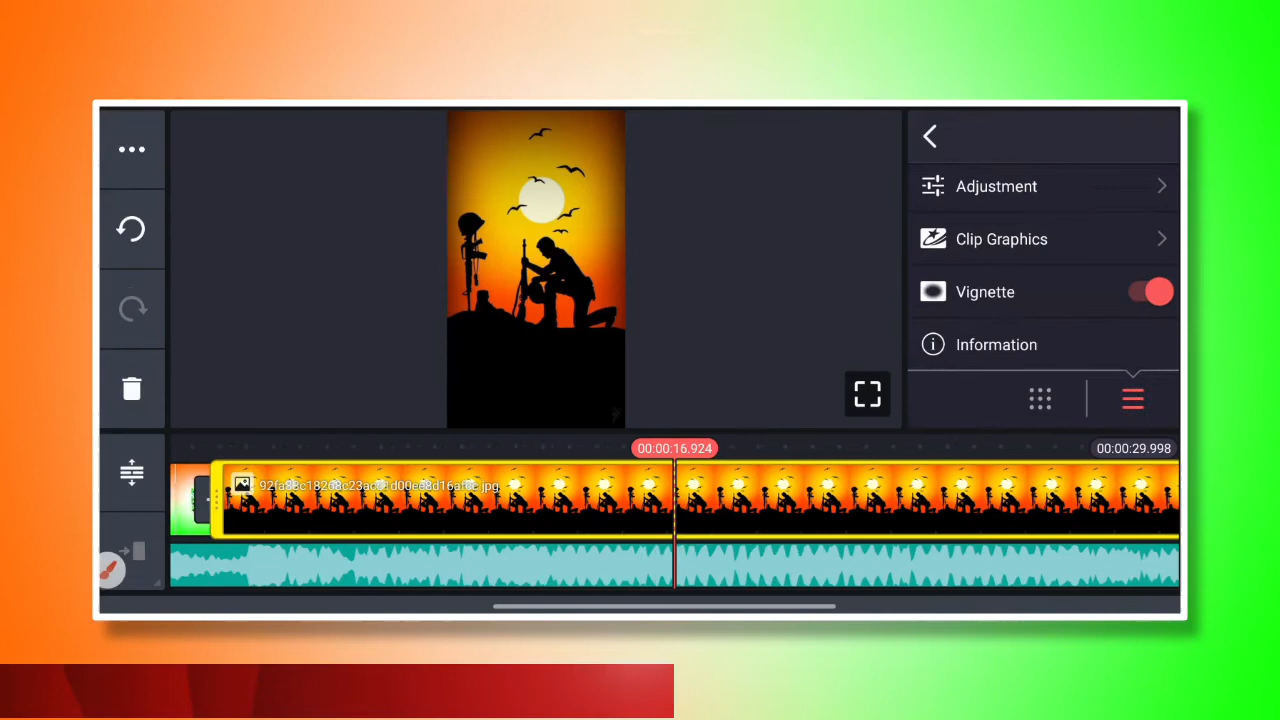 Adjustment
Clip Graphics
Vignette
Information
00:00:16.924
00:00:29.998